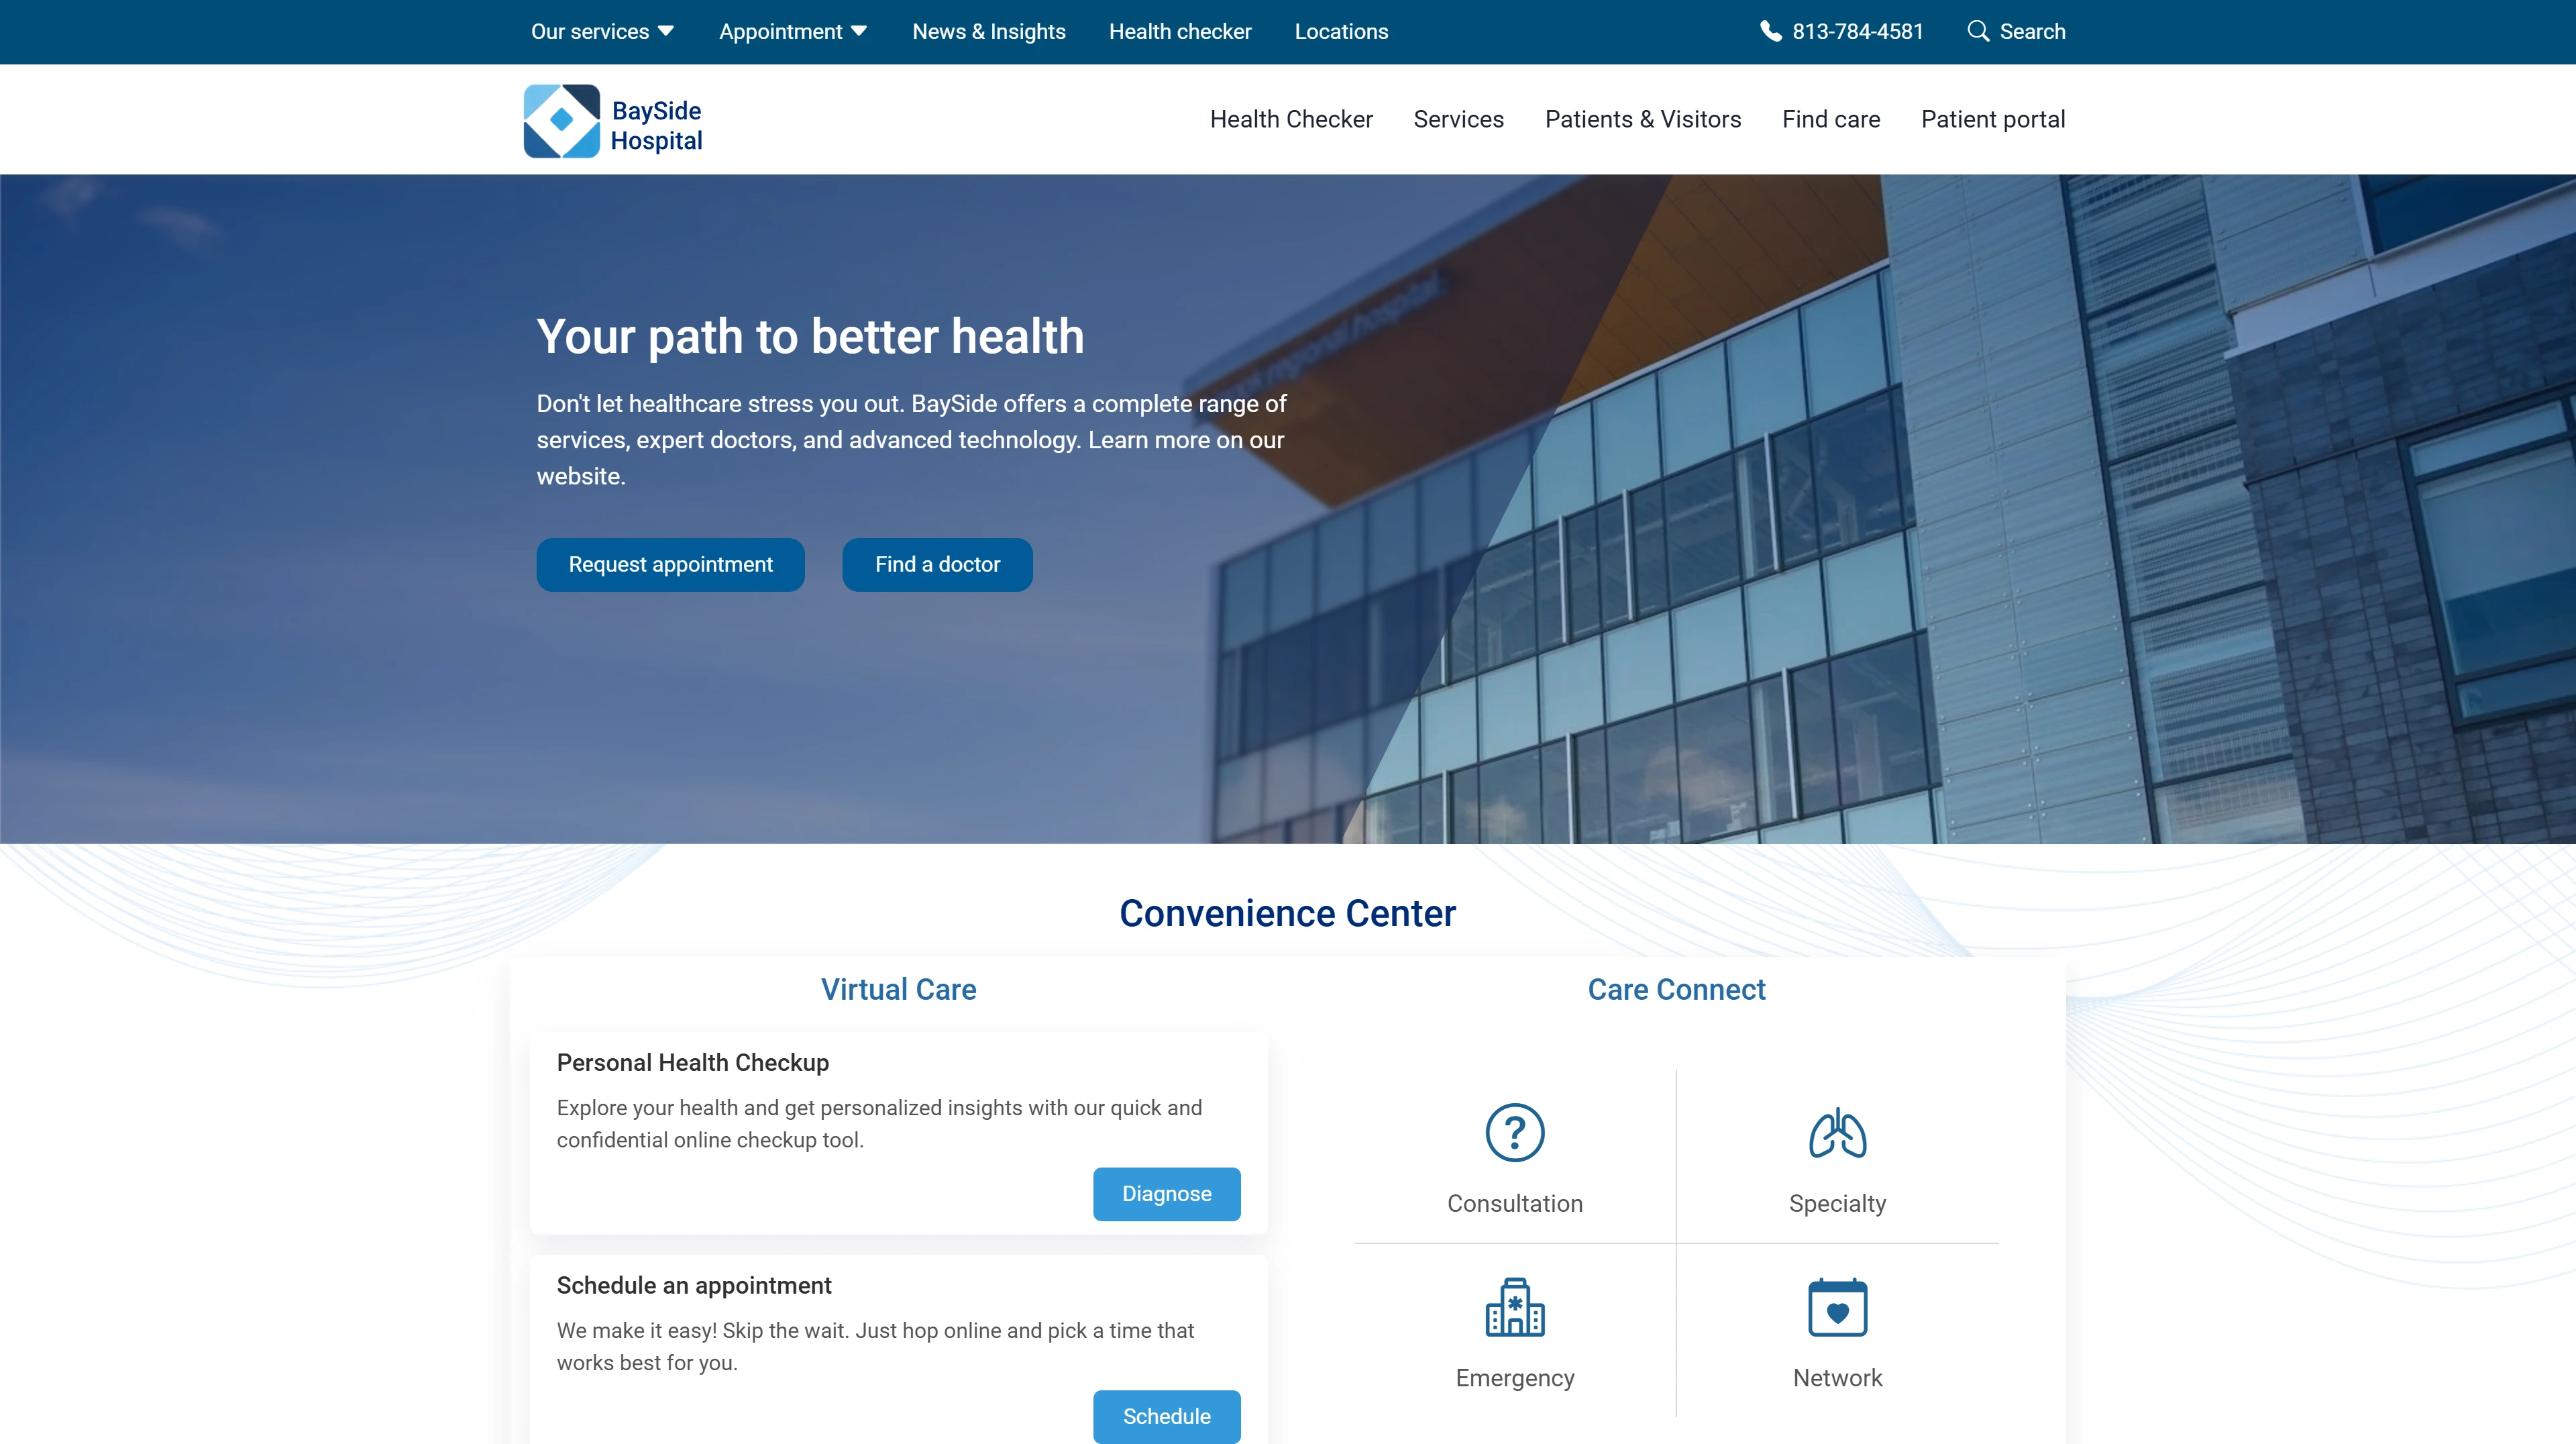 Our services Appointment News & Insights Health checker Locations 813-784-4581 Search
BaySide
Hospital
Health Checker Services Patients & Visitors Find care Patient portal
Your path to better health
Don't let healthcare stress you out. BaySide offers a complete range of
services, expert doctors, and advanced technology. Learn more on our
website.
Request appointment Find a doctor
regional hospital
Convenience Center
Virtual Care
Personal Health Checkup
Explore your health and get personalized insights with our quick and
confidential online checkup tool.
Diagnose
Schedule an appointment
We make it easy! Skip the wait. Just hop online and pick a time that
works best for you.
Schedule
Care Connect
Consultation
Specialty
Emergency
Network